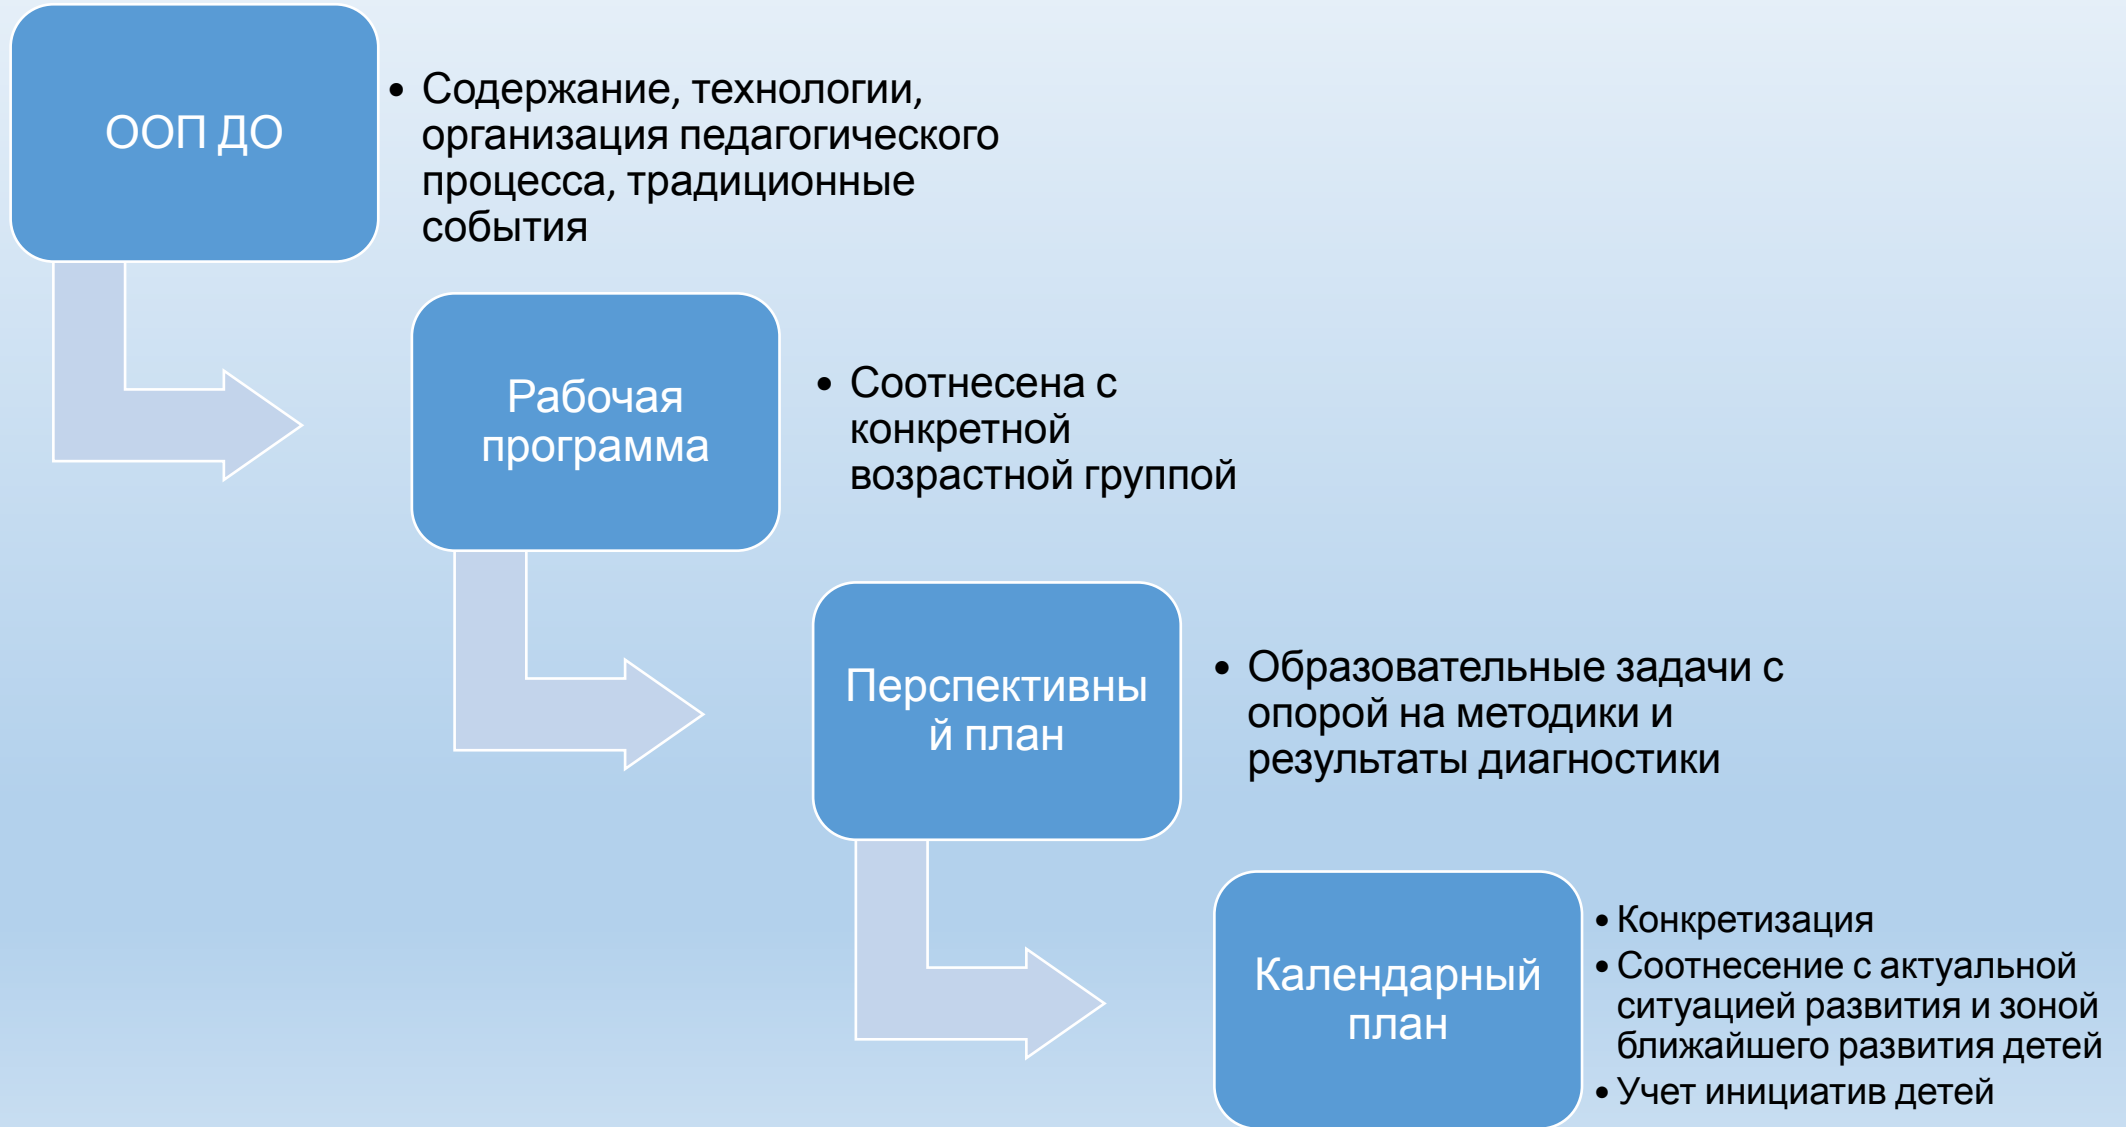 ООП ДО
• Содержание, технологии,
организация педагогического
процесса, традиционные
события
Рабочая
программа
• Соотнесена с
конкретной
возрастной группой
Перспективны
й план
• Образовательные задачи с
опорой на методики и
результаты диагностики
Календарный
план
• Конкретизация
• Соотнесение с актуальной
ситуацией развития и зоной
ближайшего развития детей
• Учет инициатив детей